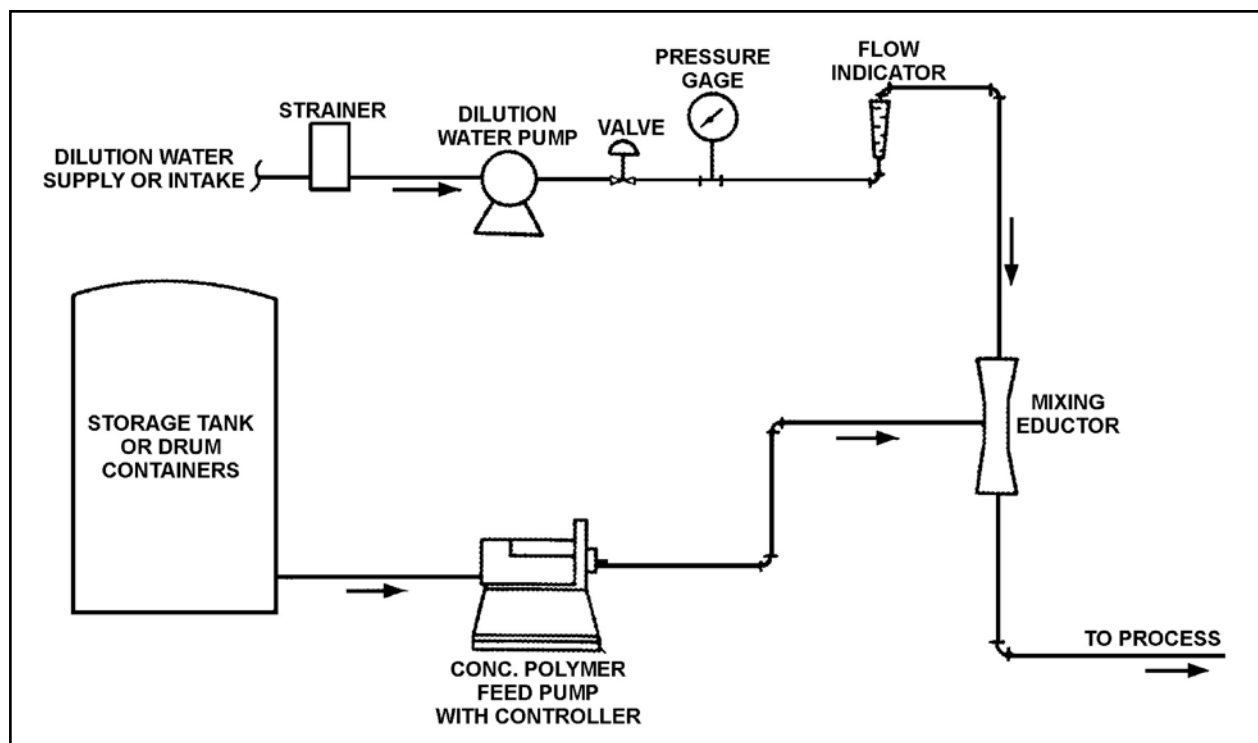 FLOW
INDICATOR
PRESSURE
GAGE
STRAINER
DILUTION
WATER PUMP
VALVE
DILUTION WATER
SUPPLY OR INTAKE
MIXING
EDUCTOR
STORAGE TANK
OR DRUM
CONTAINERS
TO PROCESS
CONC. POLYMER
FEED PUMP
WITH CONTROLLER